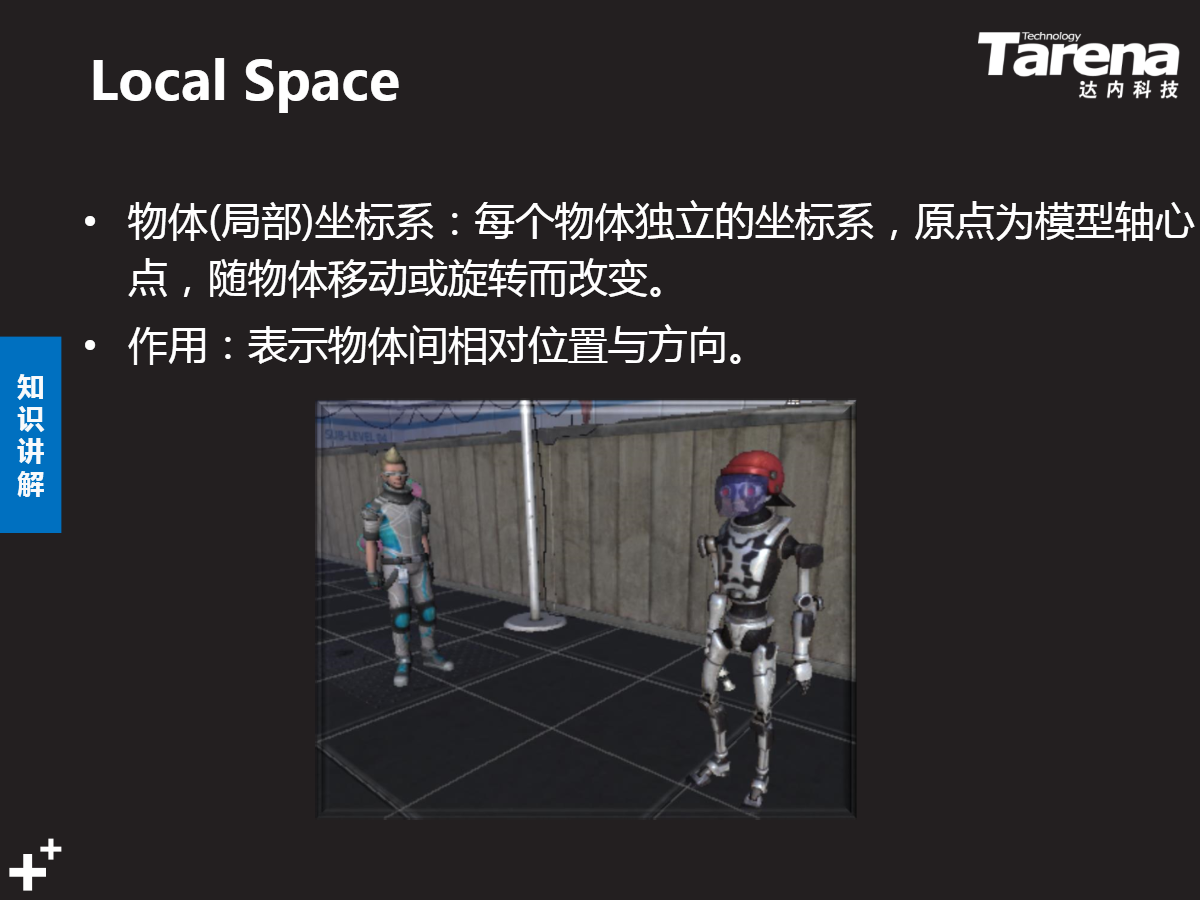 Local Space
Technology
Tarena
达内科技
• 物体(局部)坐标系：每个物体独立的坐标系，原点为模型轴心
点，随物体移动或旋转而改变。
• 作用：表示物体间相对位置与方向。
知识讲解
SUB-LEVEL 04